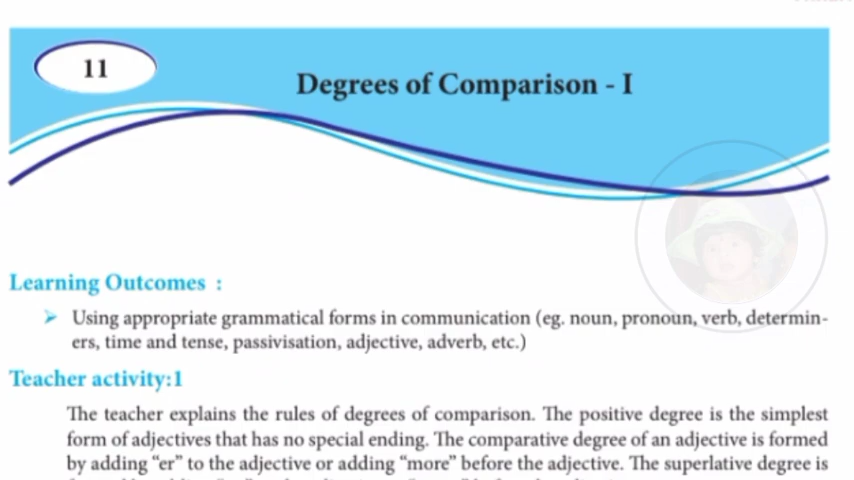 11
Degrees of Comparison - I
Learning Outcomes :
Using appropriate grammatical forms in communication (eg. noun, pronoun, verb, determin-
ers, time and tense, passivisation, adjective, adverb, etc.)
Teacher activity:1
The teacher explains the rules of degrees of comparison. The positive degree is the simplest
form of adjectives that has no special ending. The comparative degree of an adjective is formed
by adding “er” to the adjective or adding “more” before the adjective. The superlative degree is